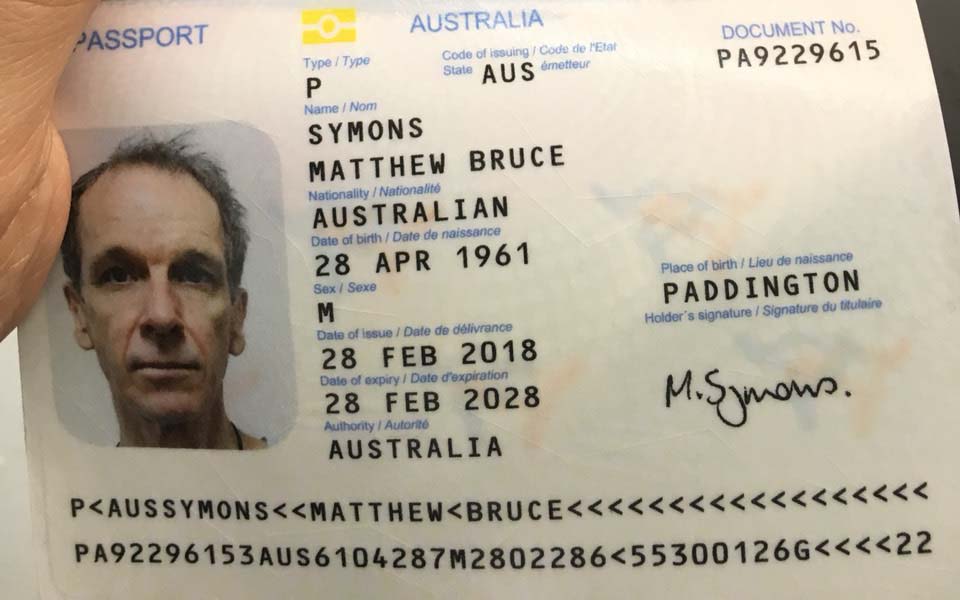 PASSPORT
AUSTRALIA
DOCUMENT No.
PA9229615
Type / Type
P
Code of issuing / Code de l'Etat
State AUS émetteur
Name / Nom
SYMONS
MATTHEW BRUCE
Nationality / Nationalité
AUSTRALIAN
Date of birth / Date de naissance
28 APR 1961
Sex / Sexe
M
Place of birth / Lieu de naissance
PADDINGTON
Date of issue / Date de délivrance
28 FEB 2018
Holder's signature / Signature du titulaire
Date of expiry / Date d'expiration
28 FEB 2028
M. Symons.
Authority / Autorité
AUSTRALIA
P<AUSSYMONS<<MATTHEW<BRUCE<<<<<<<<<<<<<<<<<<
PA92296153AUS6104287M2802286<55300126G<<<<22